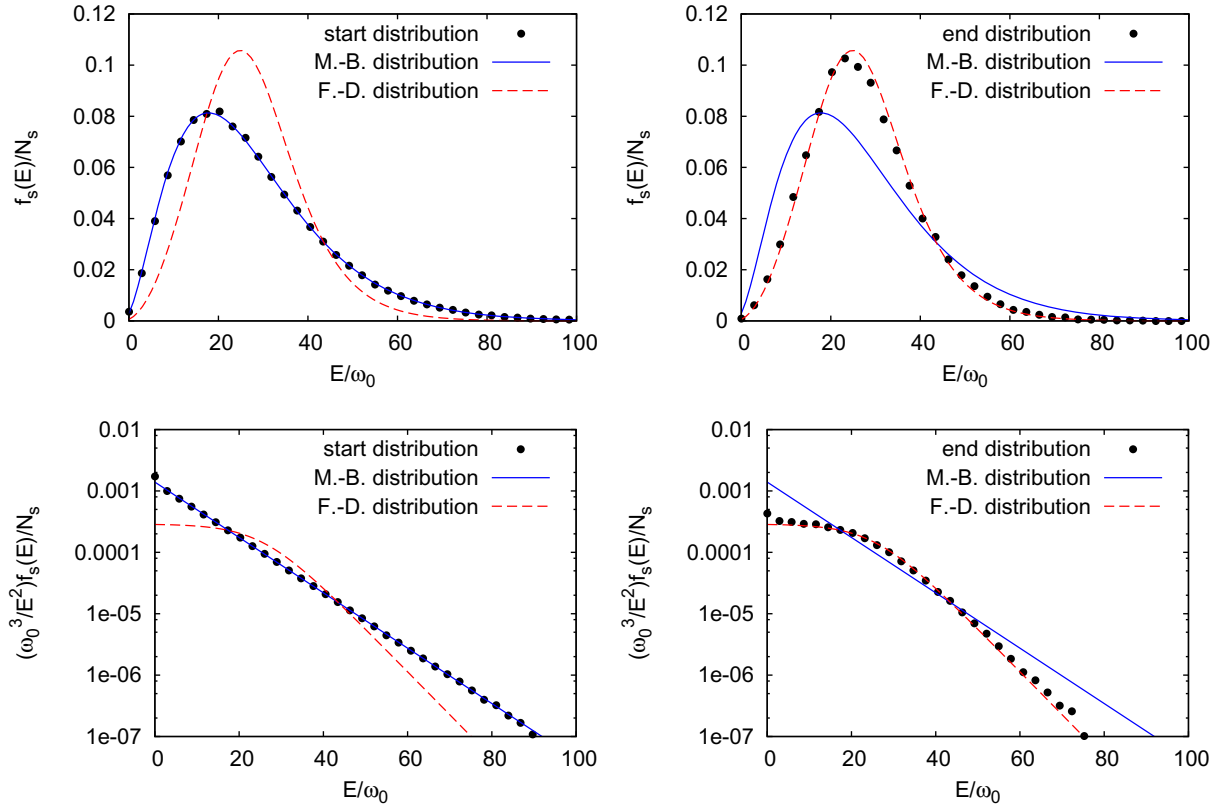 start distribution
M.-B. distribution
F.-D. distribution
0.1
0.08
0.06
0.04
0.02
0
f_s(E)/N_s
0 20 40 60 80 100
E/ω_0
end distribution
M.-B. distribution
F.-D. distribution
0.1
0.08
0.06
0.04
0.02
0
f_s(E)/N_s
0 20 40 60 80 100
E/ω_0
start distribution
M.-B. distribution
F.-D. distribution
0.01
0.001
0.0001
1e-05
1e-06
1e-07
(ω_0^3/E^2)f_s(E)/N_s
0 20 40 60 80 100
E/ω_0
end distribution
M.-B. distribution
F.-D. distribution
0.01
0.001
0.0001
1e-05
1e-06
1e-07
(ω_0^3/E^2)f_s(E)/N_s
0 20 40 60 80 100
E/ω_0